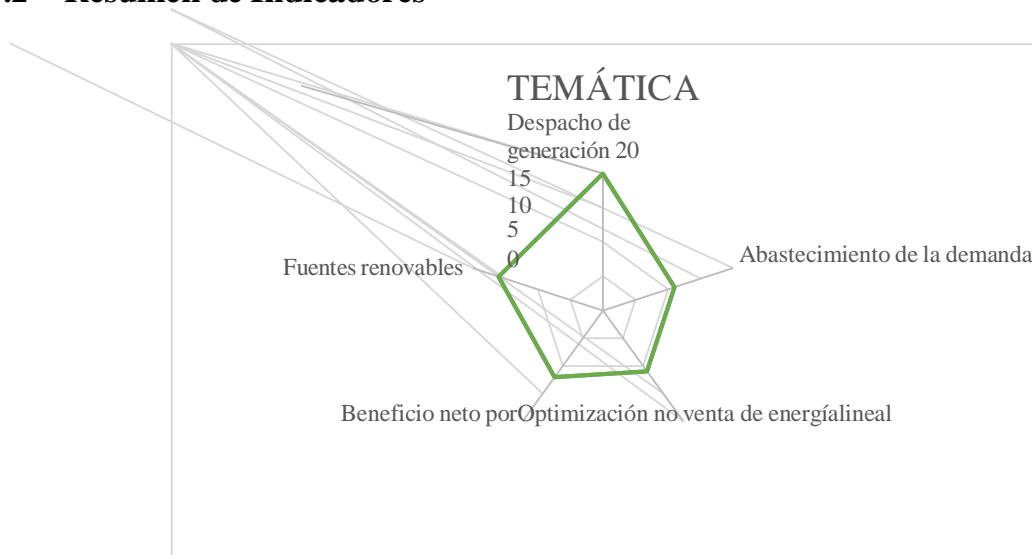 .2 Resumen de Indicadores
TEMÁTICA
Despacho de
generación 20
15
10
5
0
Abastecimiento de la demanda
Fuentes renovables
Beneficio neto porOptimización no venta de energíalineal